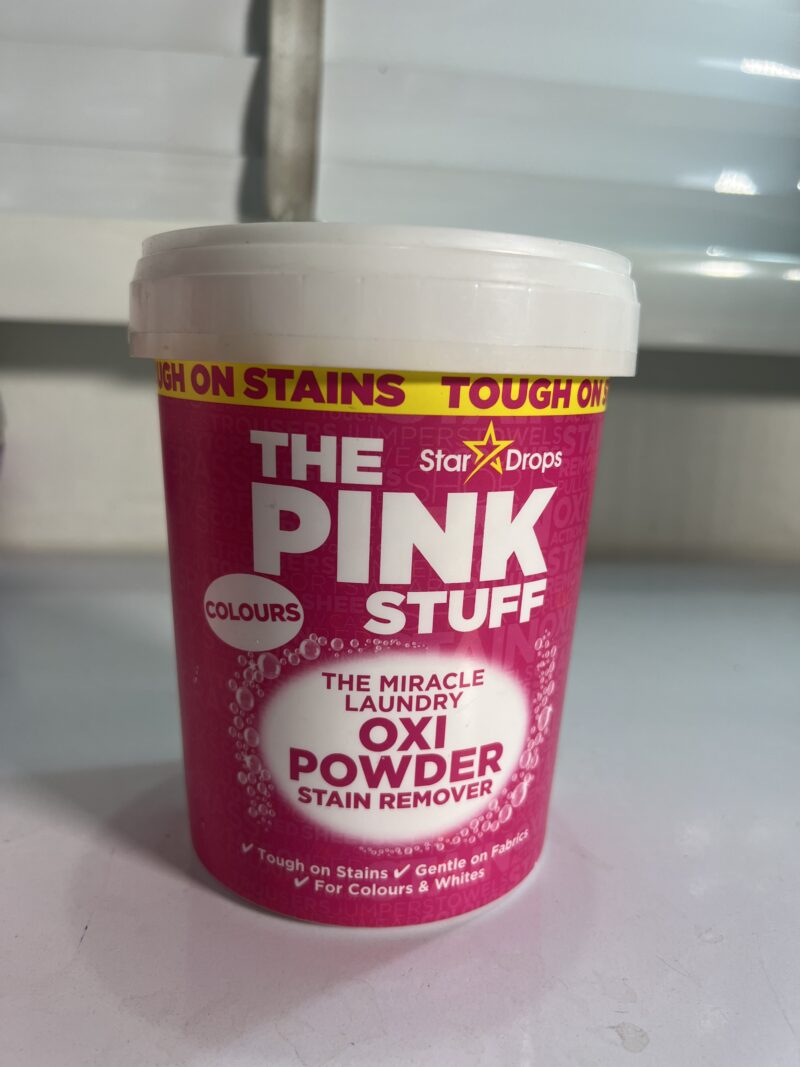 UGH ON STAINS TOUGH ON S
THE
Star Drops
PINK
STUFF
COLOURS
THE MIRACLE
LAUNDRY
OXI
POWDER
STAIN REMOVER
✓ Tough on Stains ✓ Gentle on Fabrics
✓ For Colours & Whites